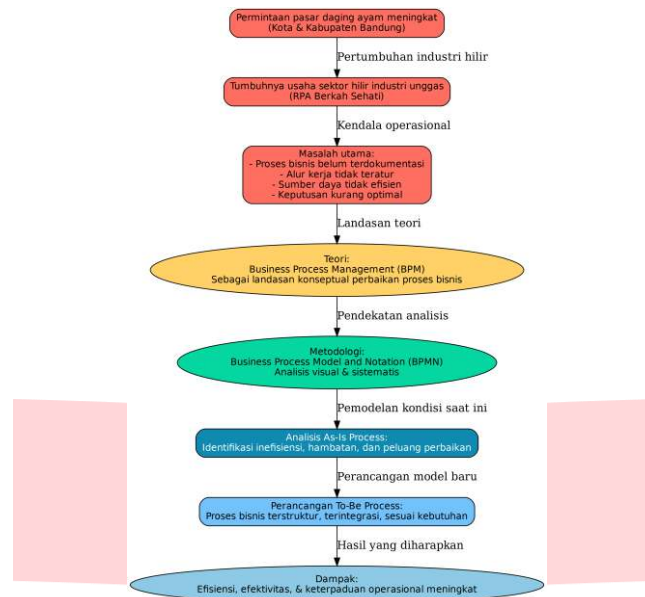 Permintaan pasar daging ayam meningkat
(Kota & Kabupaten Bandung)
Pertumbuhan industri hilir
Tumbuhnya usaha sektor hilir industri unggas
(RPA Berkah Sehati)
Kendala operasional
Masalah utama:
- Proses bisnis belum terdokumentasi
- Alur kerja tidak teratur
- Sumber daya tidak efisien
- Keputusan kurang optimal
Landasan teori
Teori:
Business Process Management (BPM)
Sebagai landasan konseptual perbaikan proses bisnis
Pendekatan analisis
Metodologi:
Business Process Model and Notation (BPMN)
Analisis visual & sistematis
Pemodelan kondisi saat ini
Analisis As-Is Process:
Identifikasi inefisiensi, hambatan, dan peluang perbaikan
Perancangan model baru
Perancangan To-Be Process:
Proses bisnis terstruktur, terintegrasi, sesuai kebutuhan
Hasil yang diharapkan
Dampak:
Efisiensi, efektivitas, & keterpaduan operasional meningkat